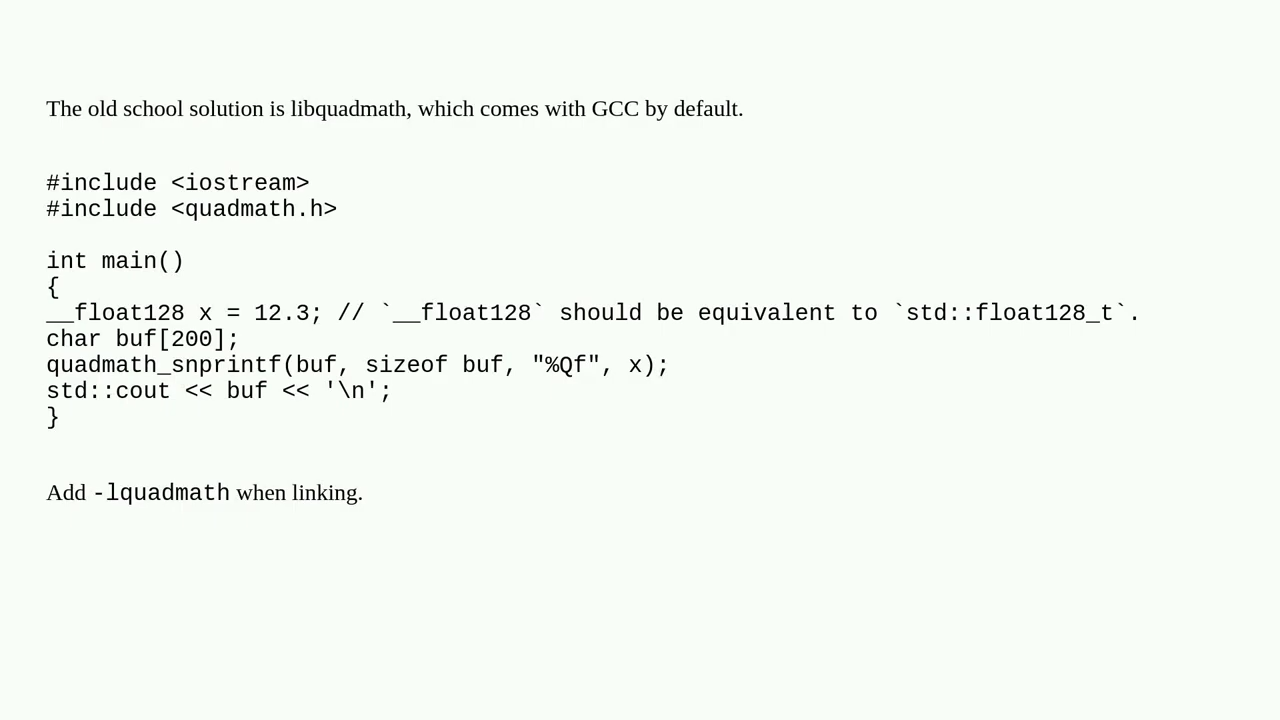 The old school solution is libquadmath, which comes with GCC by default.
#include <iostream>
#include <quadmath.h>
int main()
{
__float128 x = 12.3; // `__float128` should be equivalent to `std::float128_t`.
char buf[200];
quadmath_snprintf(buf, sizeof buf, "%Qf", x);
std::cout << buf << '\n';
}
Add -lquadmath when linking.